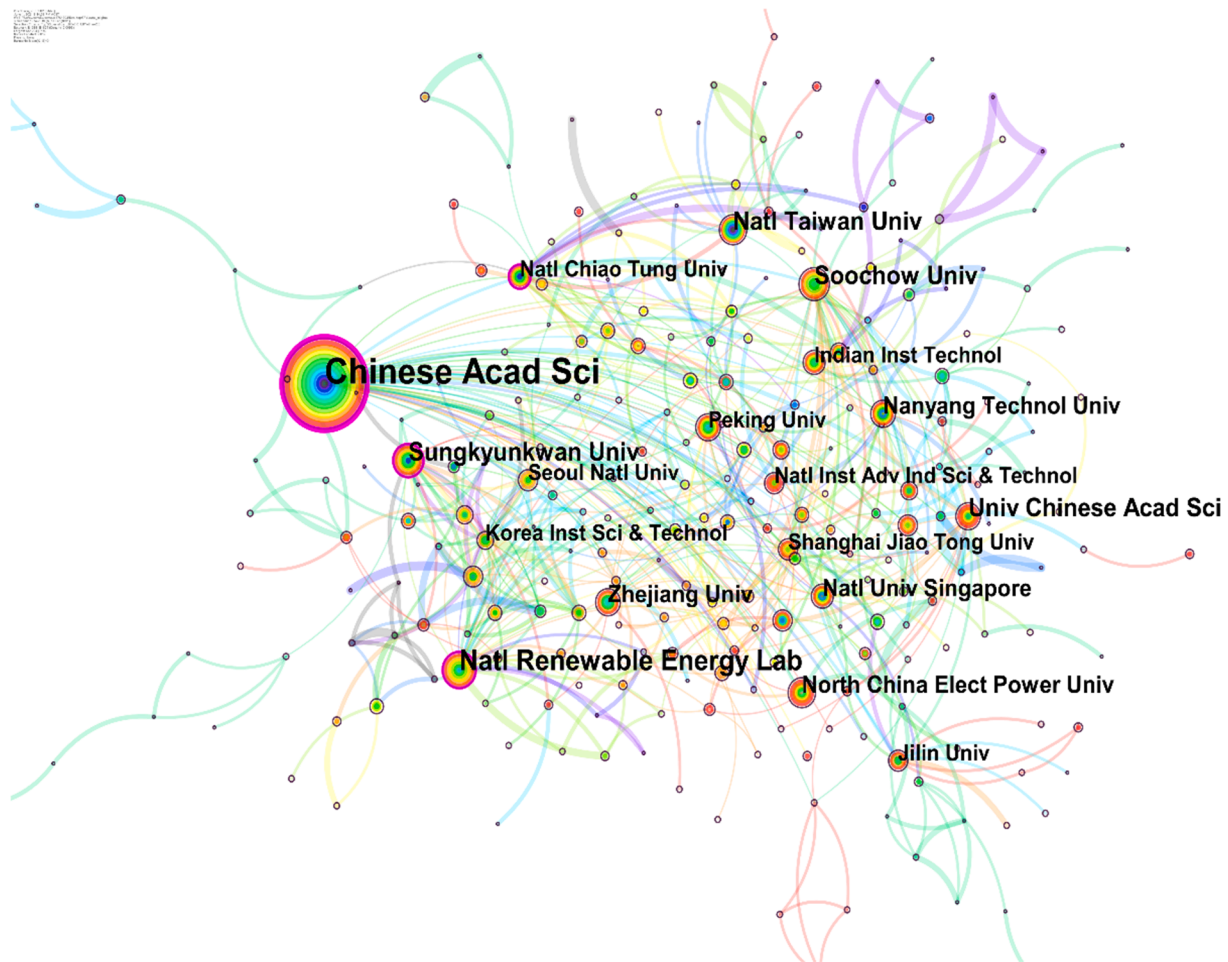 Natl Taiwan Univ
Natl Chiao Tung Univ
Soochow Univ
Indian Inst Technol
Chinese Acad Sci
Nanyang Technol Univ
Peking Univ
Sungkyunkwan Univ
Seoul Natl Univ
Natl Inst Adv Ind Sci & Technol
Univ Chinese Acad Sci
Korea Inst Sci & Technol
Shanghai Jiao Tong Univ
Zhejiang Univ
Natl Univ Singapore
Natl Renewable Energy Lab
North China Elect Power Univ
Jilin Univ